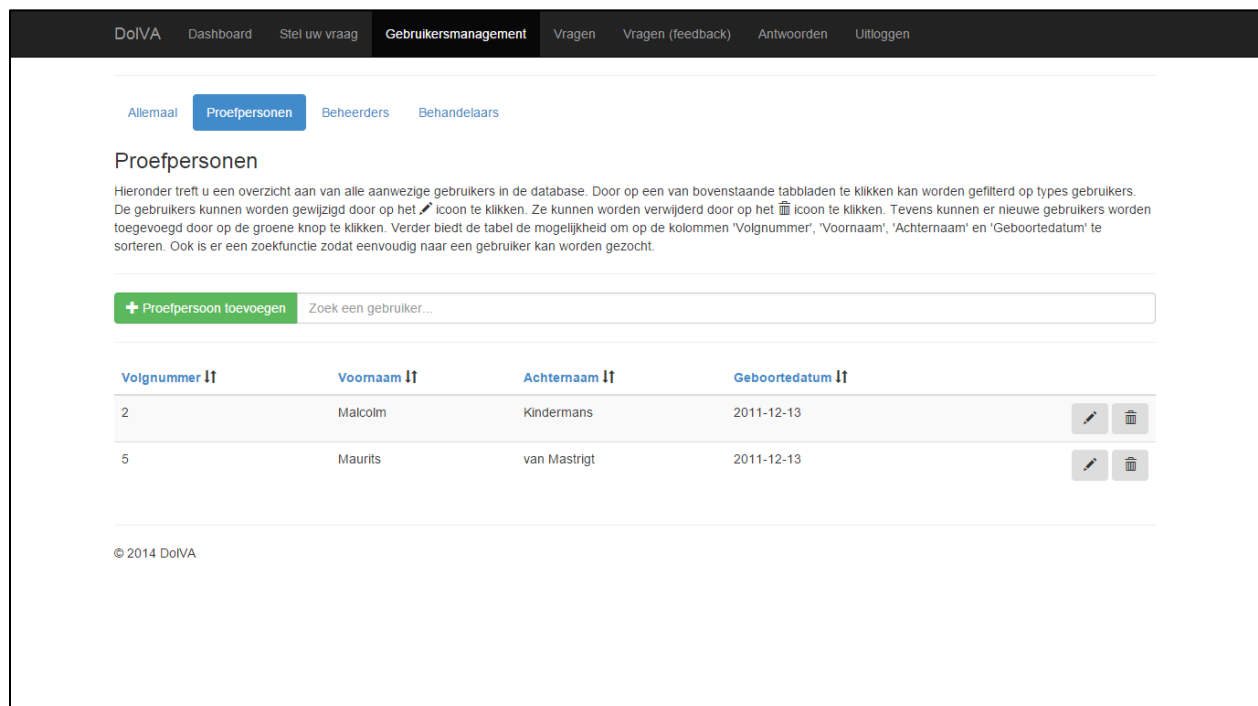 DoIVA Dashboard Stel uw vraag Gebruikersmanagement Vragen Vragen (feedback) Antwoorden Uitloggen
Allemaal Proefpersonen Beheerders Behandelaars
Proefpersonen
Hieronder treft u een overzicht aan van alle aanwezige gebruikers in de database. Door op een van bovenstaande tabbladen te klikken kan worden gefilterd op types gebruikers.
De gebruikers kunnen worden gewijzigd door op het icoon te klikken. Ze kunnen worden verwijderd door op het icoon te klikken. Tevens kunnen er nieuwe gebruikers worden
toegevoegd door op de groene knop te klikken. Verder biedt de tabel de mogelijkheid om op de kolommen 'Volgnummer', 'Voornaam', 'Achternaam' en 'Geboortedatum' te
sorteren. Ook is er een zoekfunctie zodat eenvoudig naar een gebruiker kan worden gezocht.
Proefpersoon toevoegen Zoek een gebruiker...
Volgnummer Voornaam Achternaam Geboortedatum
2 Malcolm Kindermans 2011-12-13
5 Maurits van Mastrigt 2011-12-13
© 2014 DoIVA